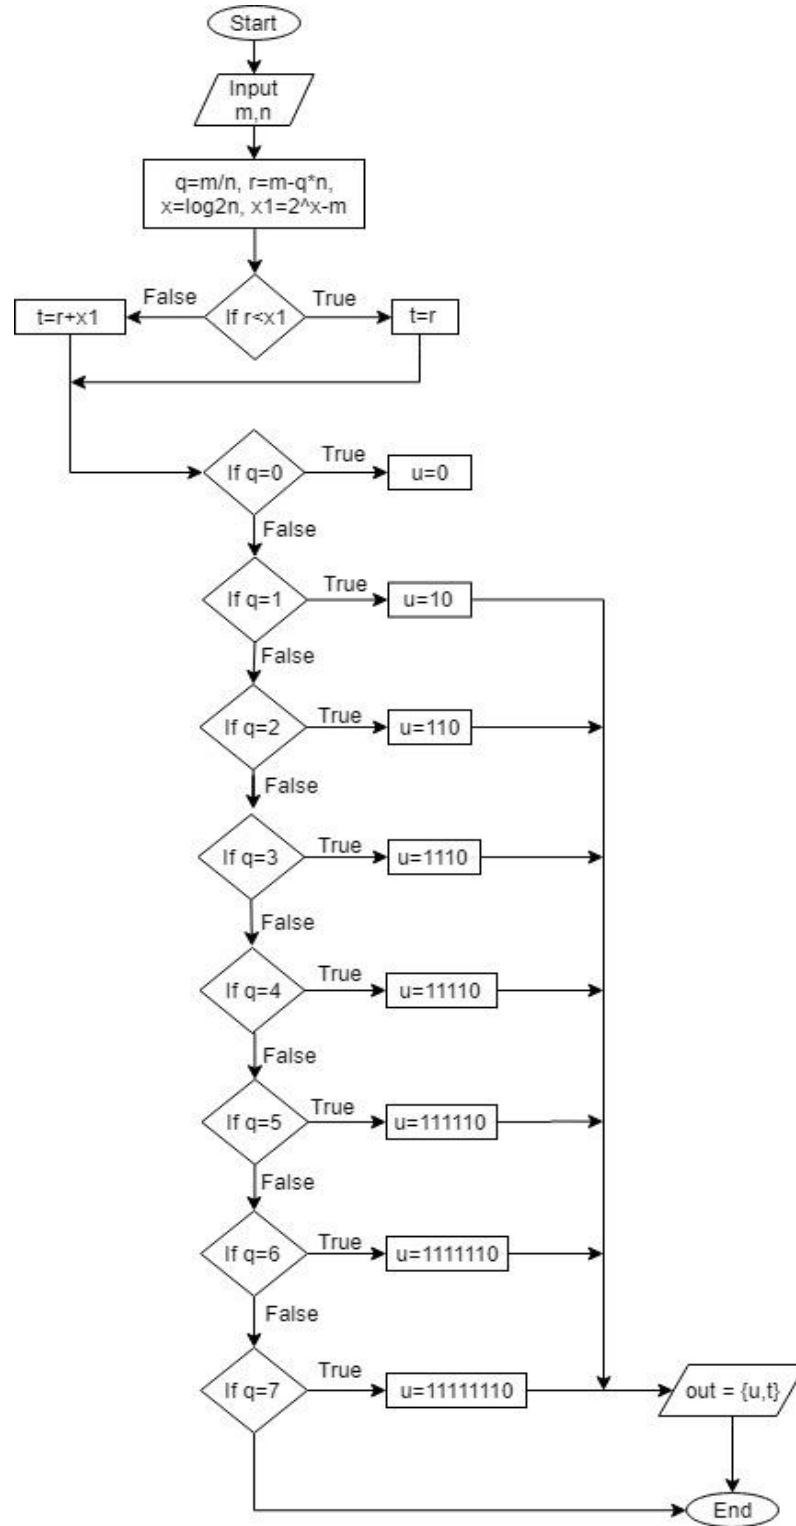 Start
Input
m,n
q=m/n, r=m-q*n,
x=log2n, x1=2^x-m
False
True
t=r+x1
If r<x1
t=r
If q=0
True
u=0
False
If q=1
True
u=10
False
If q=2
True
u=110
False
If q=3
True
u=1110
False
If q=4
True
u=11110
False
If q=5
True
u=111110
False
If q=6
True
u=1111110
False
If q=7
True
u=11111110
out = {u,t}
End